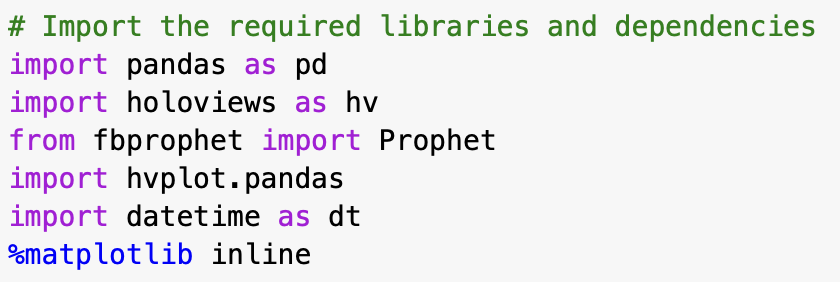 # Import the required libraries and dependencies
import pandas as pd
import holoviews as hv
from fbprophet import Prophet
import hvplot.pandas
import datetime as dt
%matplotlib inline